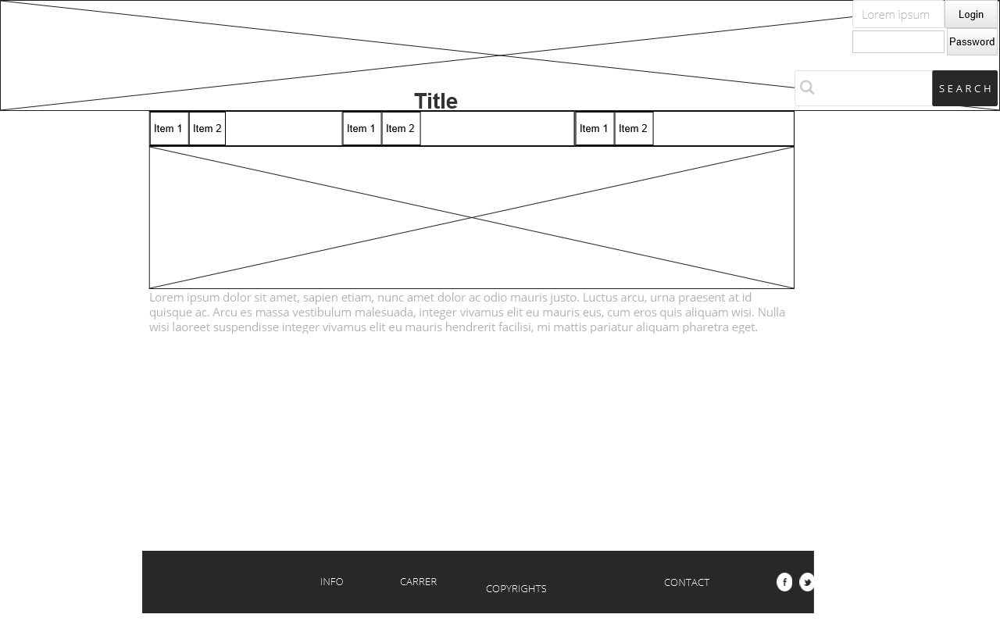 Lorem ipsum
Login
Password
SEARCH
Title
Item 1 Item 2 Item 1 Item 2 Item 1 Item 2
Lorem ipsum dolor sit amet, sapien etiam, nunc amet dolor ac odio mauris justo. Luctus arcu, urna praesent at id
quisque ac. Arcu es massa vestibulum malesuada, integer vivamus elit eu mauris eus, cum eros quis aliquam wisi. Nulla
wisi laoreet suspendisse integer vivamus elit eu mauris hendrerit facilisi, mi mattis pariatur aliquam pharetra eget.
INFO CARRER COPYRIGHTS CONTACT